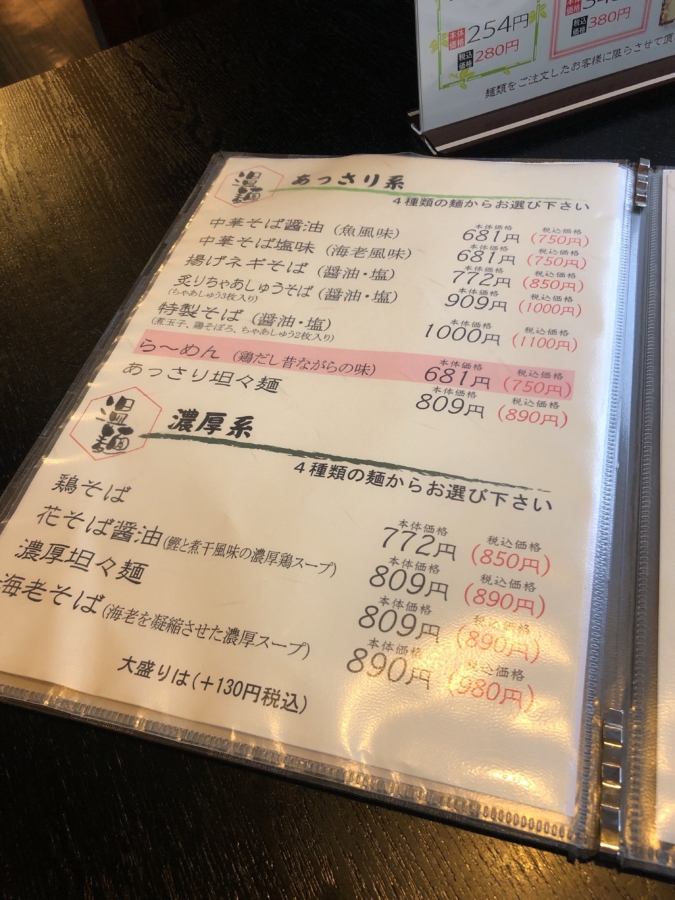 254円
本体価格
税込価格 280円
本体価格
税込価格 380円
麺類をご注文したお客様に限らさせて頂
温麺 あっさり系
4種類の麺からお選び下さい
中華そば醤油 (魚風味) 本体価格 681円 税込価格 (750円)
中華そば塩味 (海老風味) 本体価格 681円 税込価格 (750円)
揚げネギそば (醤油・塩) 本体価格 772円 税込価格 (850円)
炙りちゃあしゅうそば (醤油・塩) 本体価格 909円 税込価格 (1000円)
(ちゃあしゅう3枚入り)
特製そば (醤油・塩) 本体価格 1000円 税込価格 (1100円)
(煮玉子、鶏そぼろ、ちゃあしゅう2枚入り)
ら〜めん (鶏だし昔ながらの味) 本体価格 681円 税込価格 (750円)
あっさり坦々麺 本体価格 809円 税込価格 (890円)
温麺 濃厚系
4種類の麺からお選び下さい
鶏そば 本体価格 772円 税込価格 (850円)
花そば醤油(鰹と煮干風味の濃厚鶏スープ) 本体価格 809円 税込価格 (890円)
濃厚坦々麺 本体価格 809円 税込価格 (890円)
海老そば(海老を凝縮させた濃厚スープ) 本体価格 890円 税込価格 (980円)
大盛りは(+130円税込)